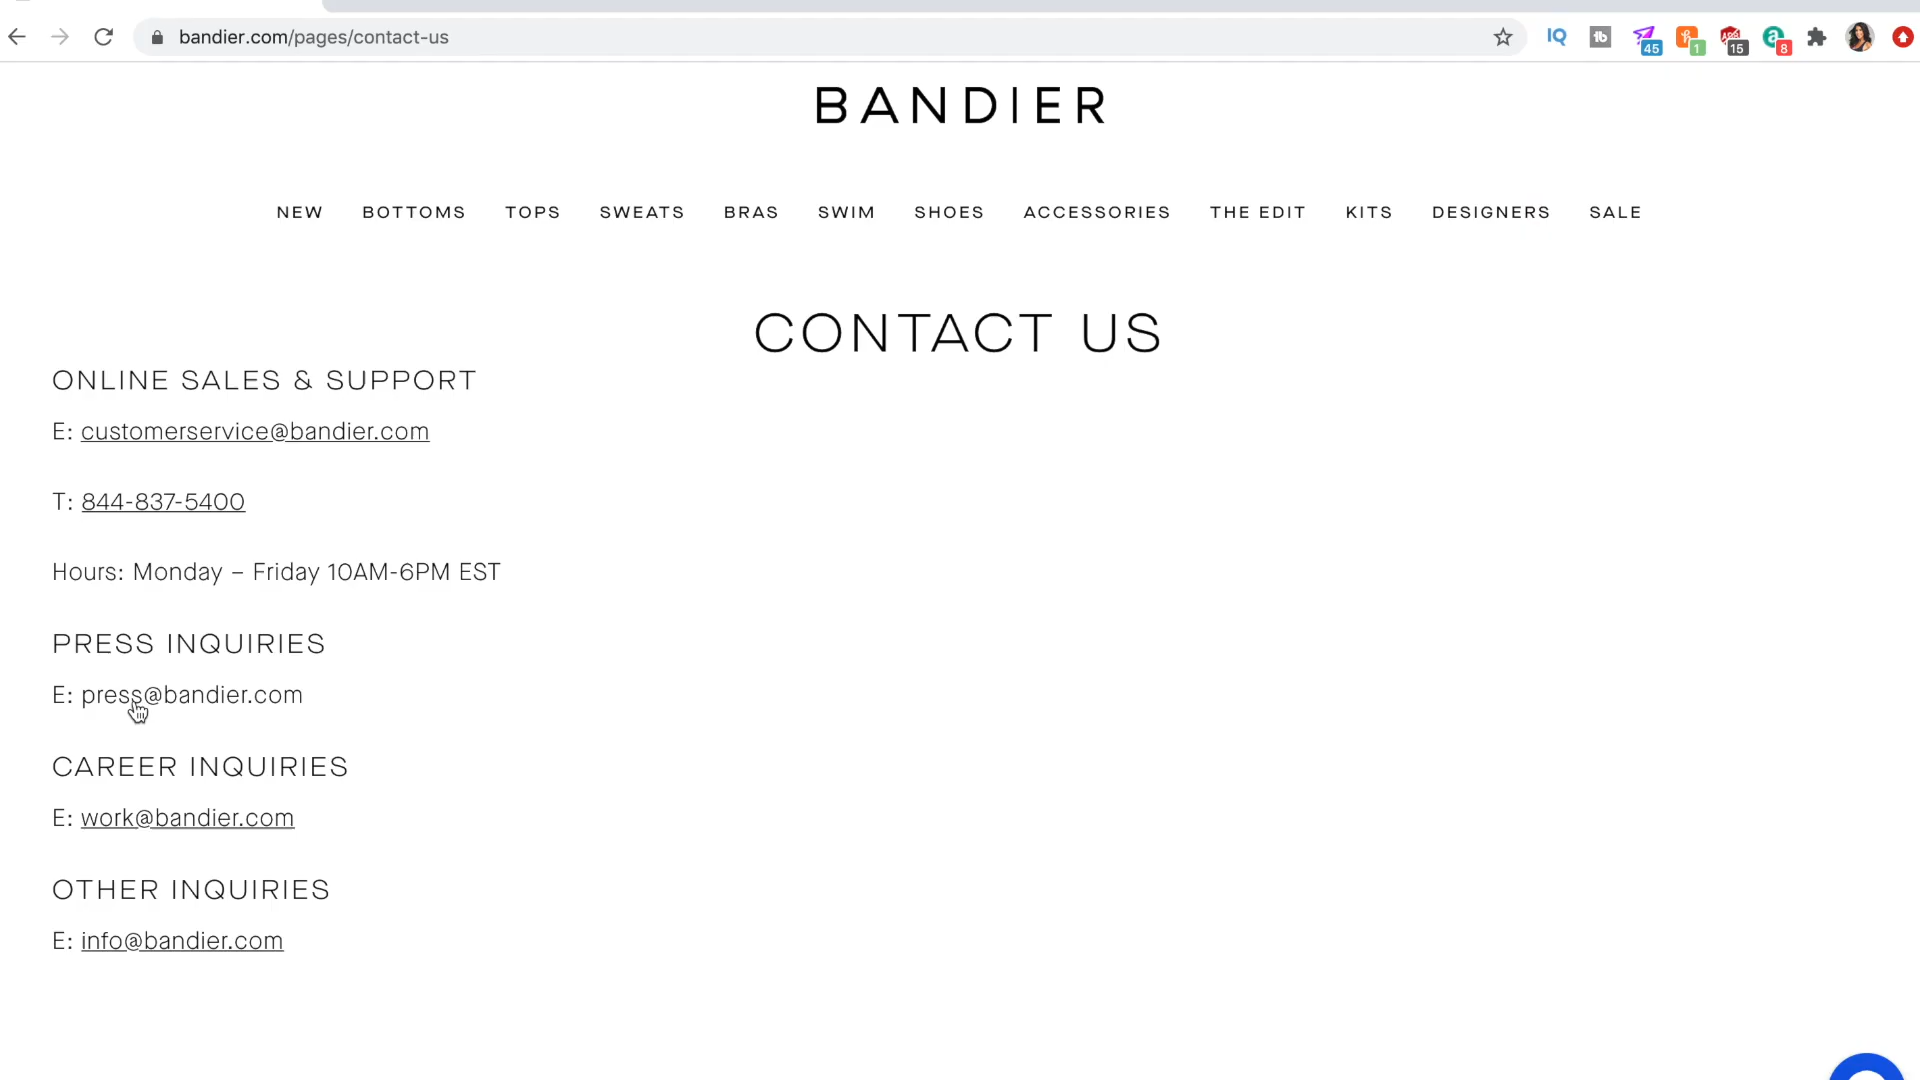 bandier.com/pages/contact-us
IQ
tb
45
1
ABP
15
a
8
BANDIER
NEW BOTTOMS TOPS SWEATS BRAS SWIM SHOES ACCESSORIES THE EDIT KITS DESIGNERS SALE
CONTACT US
ONLINE SALES & SUPPORT
E: customerservice@bandier.com
T: 844-837-5400
Hours: Monday – Friday 10AM-6PM EST
PRESS INQUIRIES
E: press@bandier.com
CAREER INQUIRIES
E: work@bandier.com
OTHER INQUIRIES
E: info@bandier.com